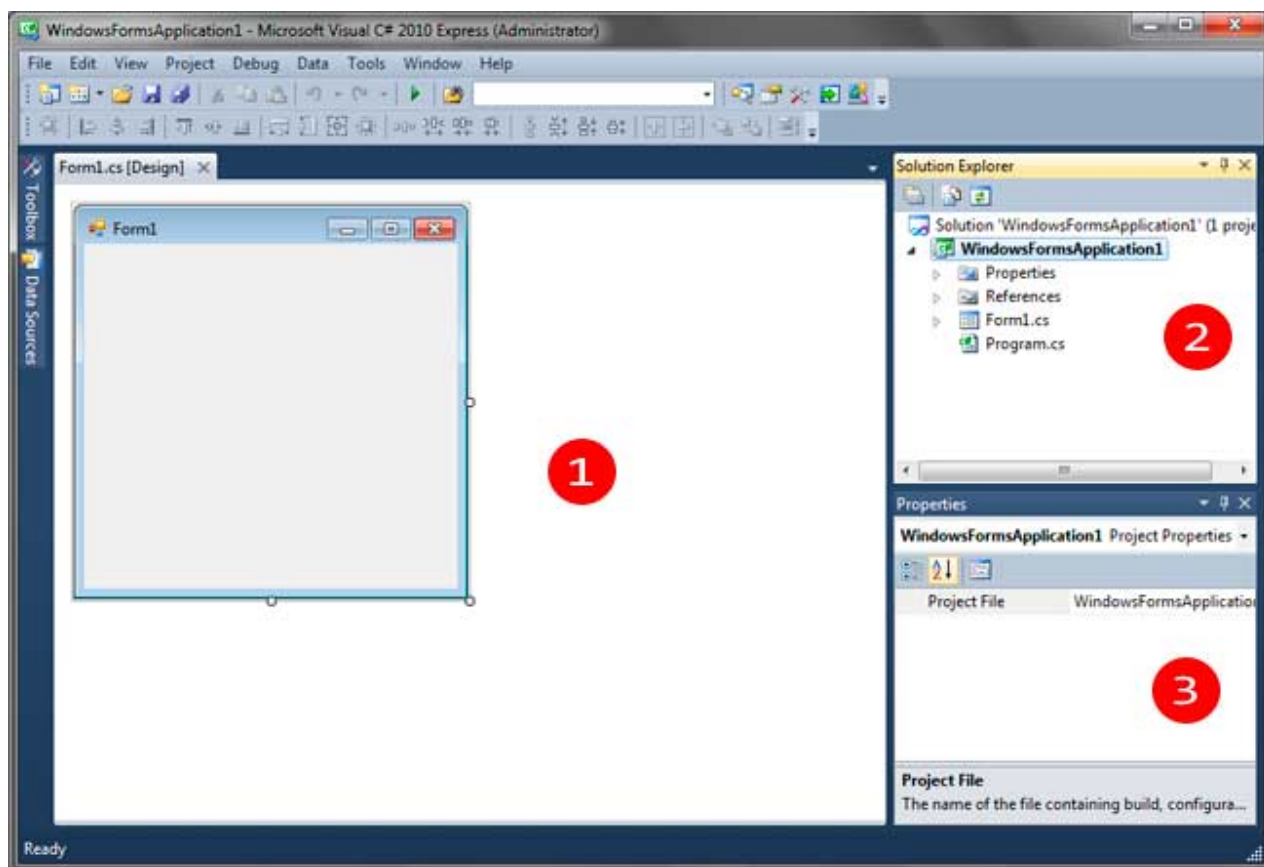 WindowsFormsApplication1 - Microsoft Visual C# 2010 Express (Administrator)
File Edit View Project Debug Data Tools Window Help
Toolbox
Data Sources
Form1.cs [Design]
Form1
1
Solution Explorer
Solution 'WindowsFormsApplication1' (1 proje
WindowsFormsApplication1
Properties
References
Form1.cs
Program.cs
2
Properties
WindowsFormsApplication1 Project Properties
Project File WindowsFormsApplication
3
Project File
The name of the file containing build, configura...
Ready